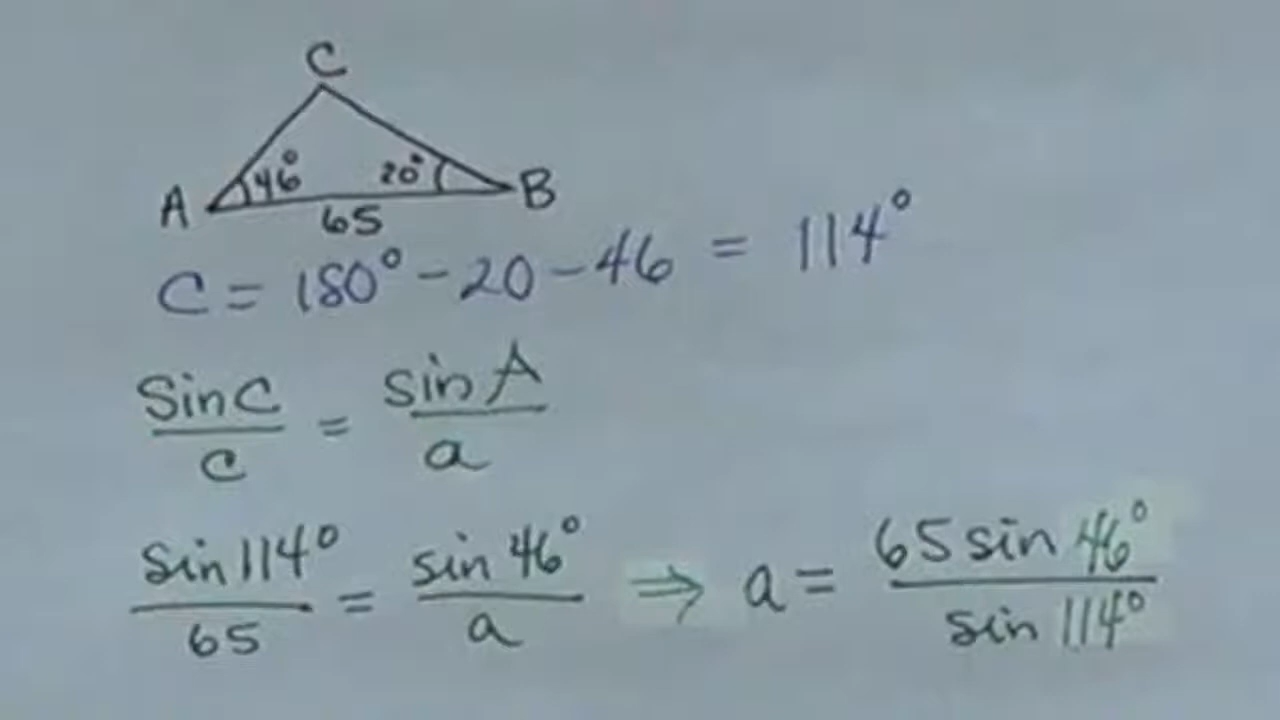 C
46° 20°
A B
65
C = 180° - 20 - 46 = 114°
sin C / c = sin A / a
sin 114° / 65 = sin 46° / a ⇒ a = 65 sin 46° / sin 114°